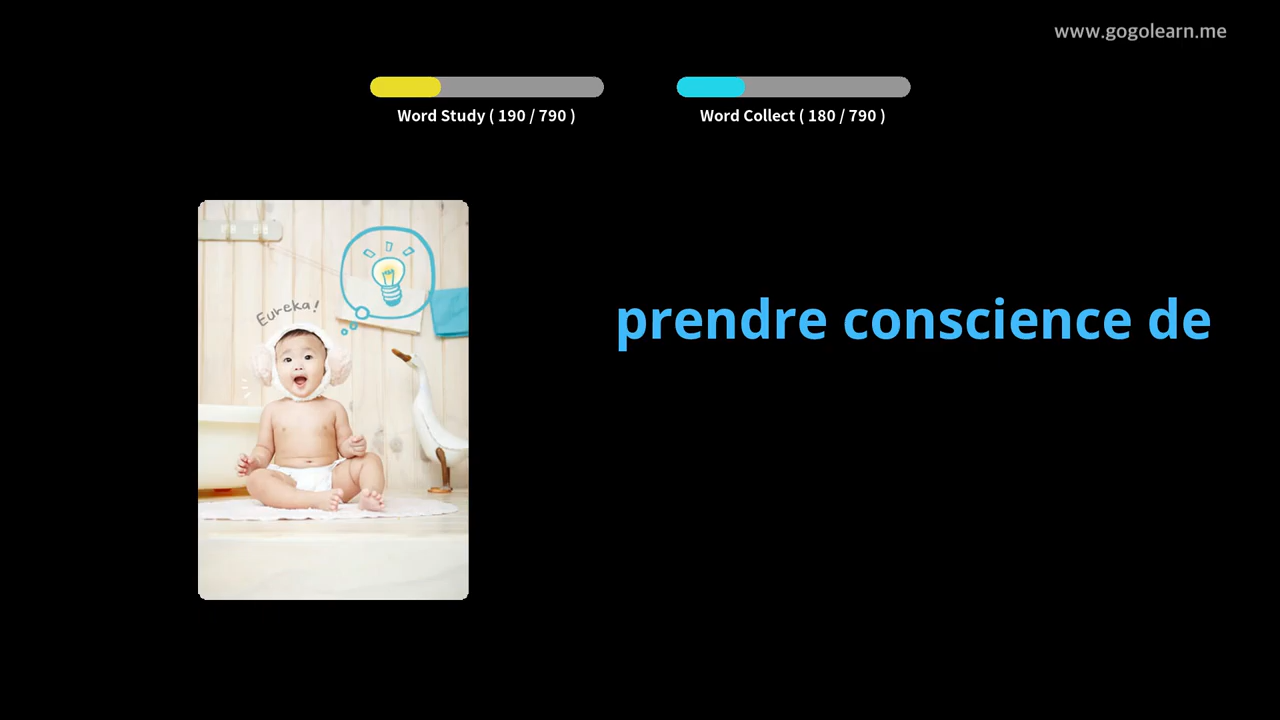 www.gogolearn.me
Word Study ( 190 / 790 )
Word Collect ( 180 / 790 )
Eureka!
prendre conscience de